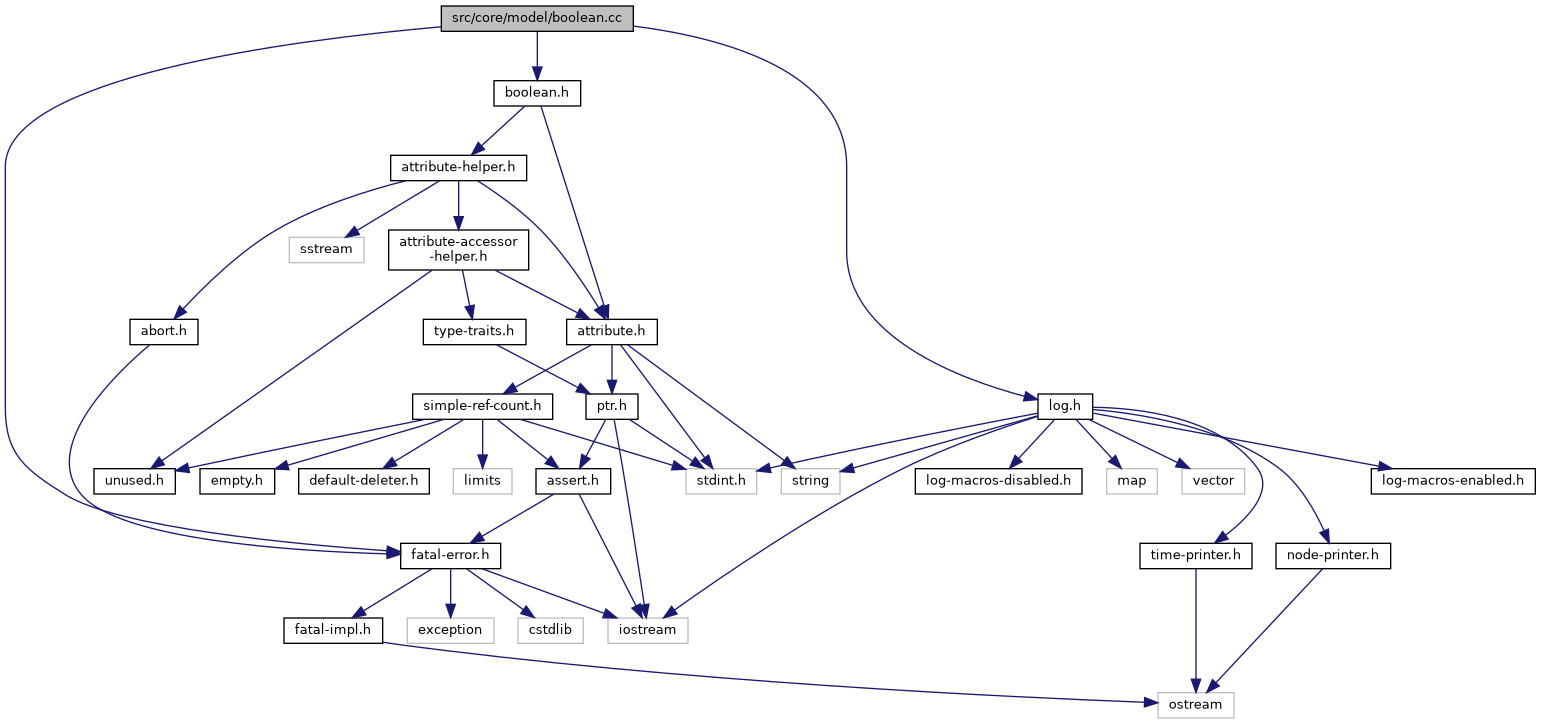 src/core/model/boolean.cc
boolean.h
attribute-helper.h
sstream
attribute-accessor
-helper.h
abort.h
type-traits.h
attribute.h
simple-ref-count.h
ptr.h
log.h
unused.h
empty.h
default-deleter.h
limits
assert.h
stdint.h
string
log-macros-disabled.h
map
vector
log-macros-enabled.h
fatal-error.h
time-printer.h
node-printer.h
fatal-impl.h
exception
cstdlib
iostream
ostream